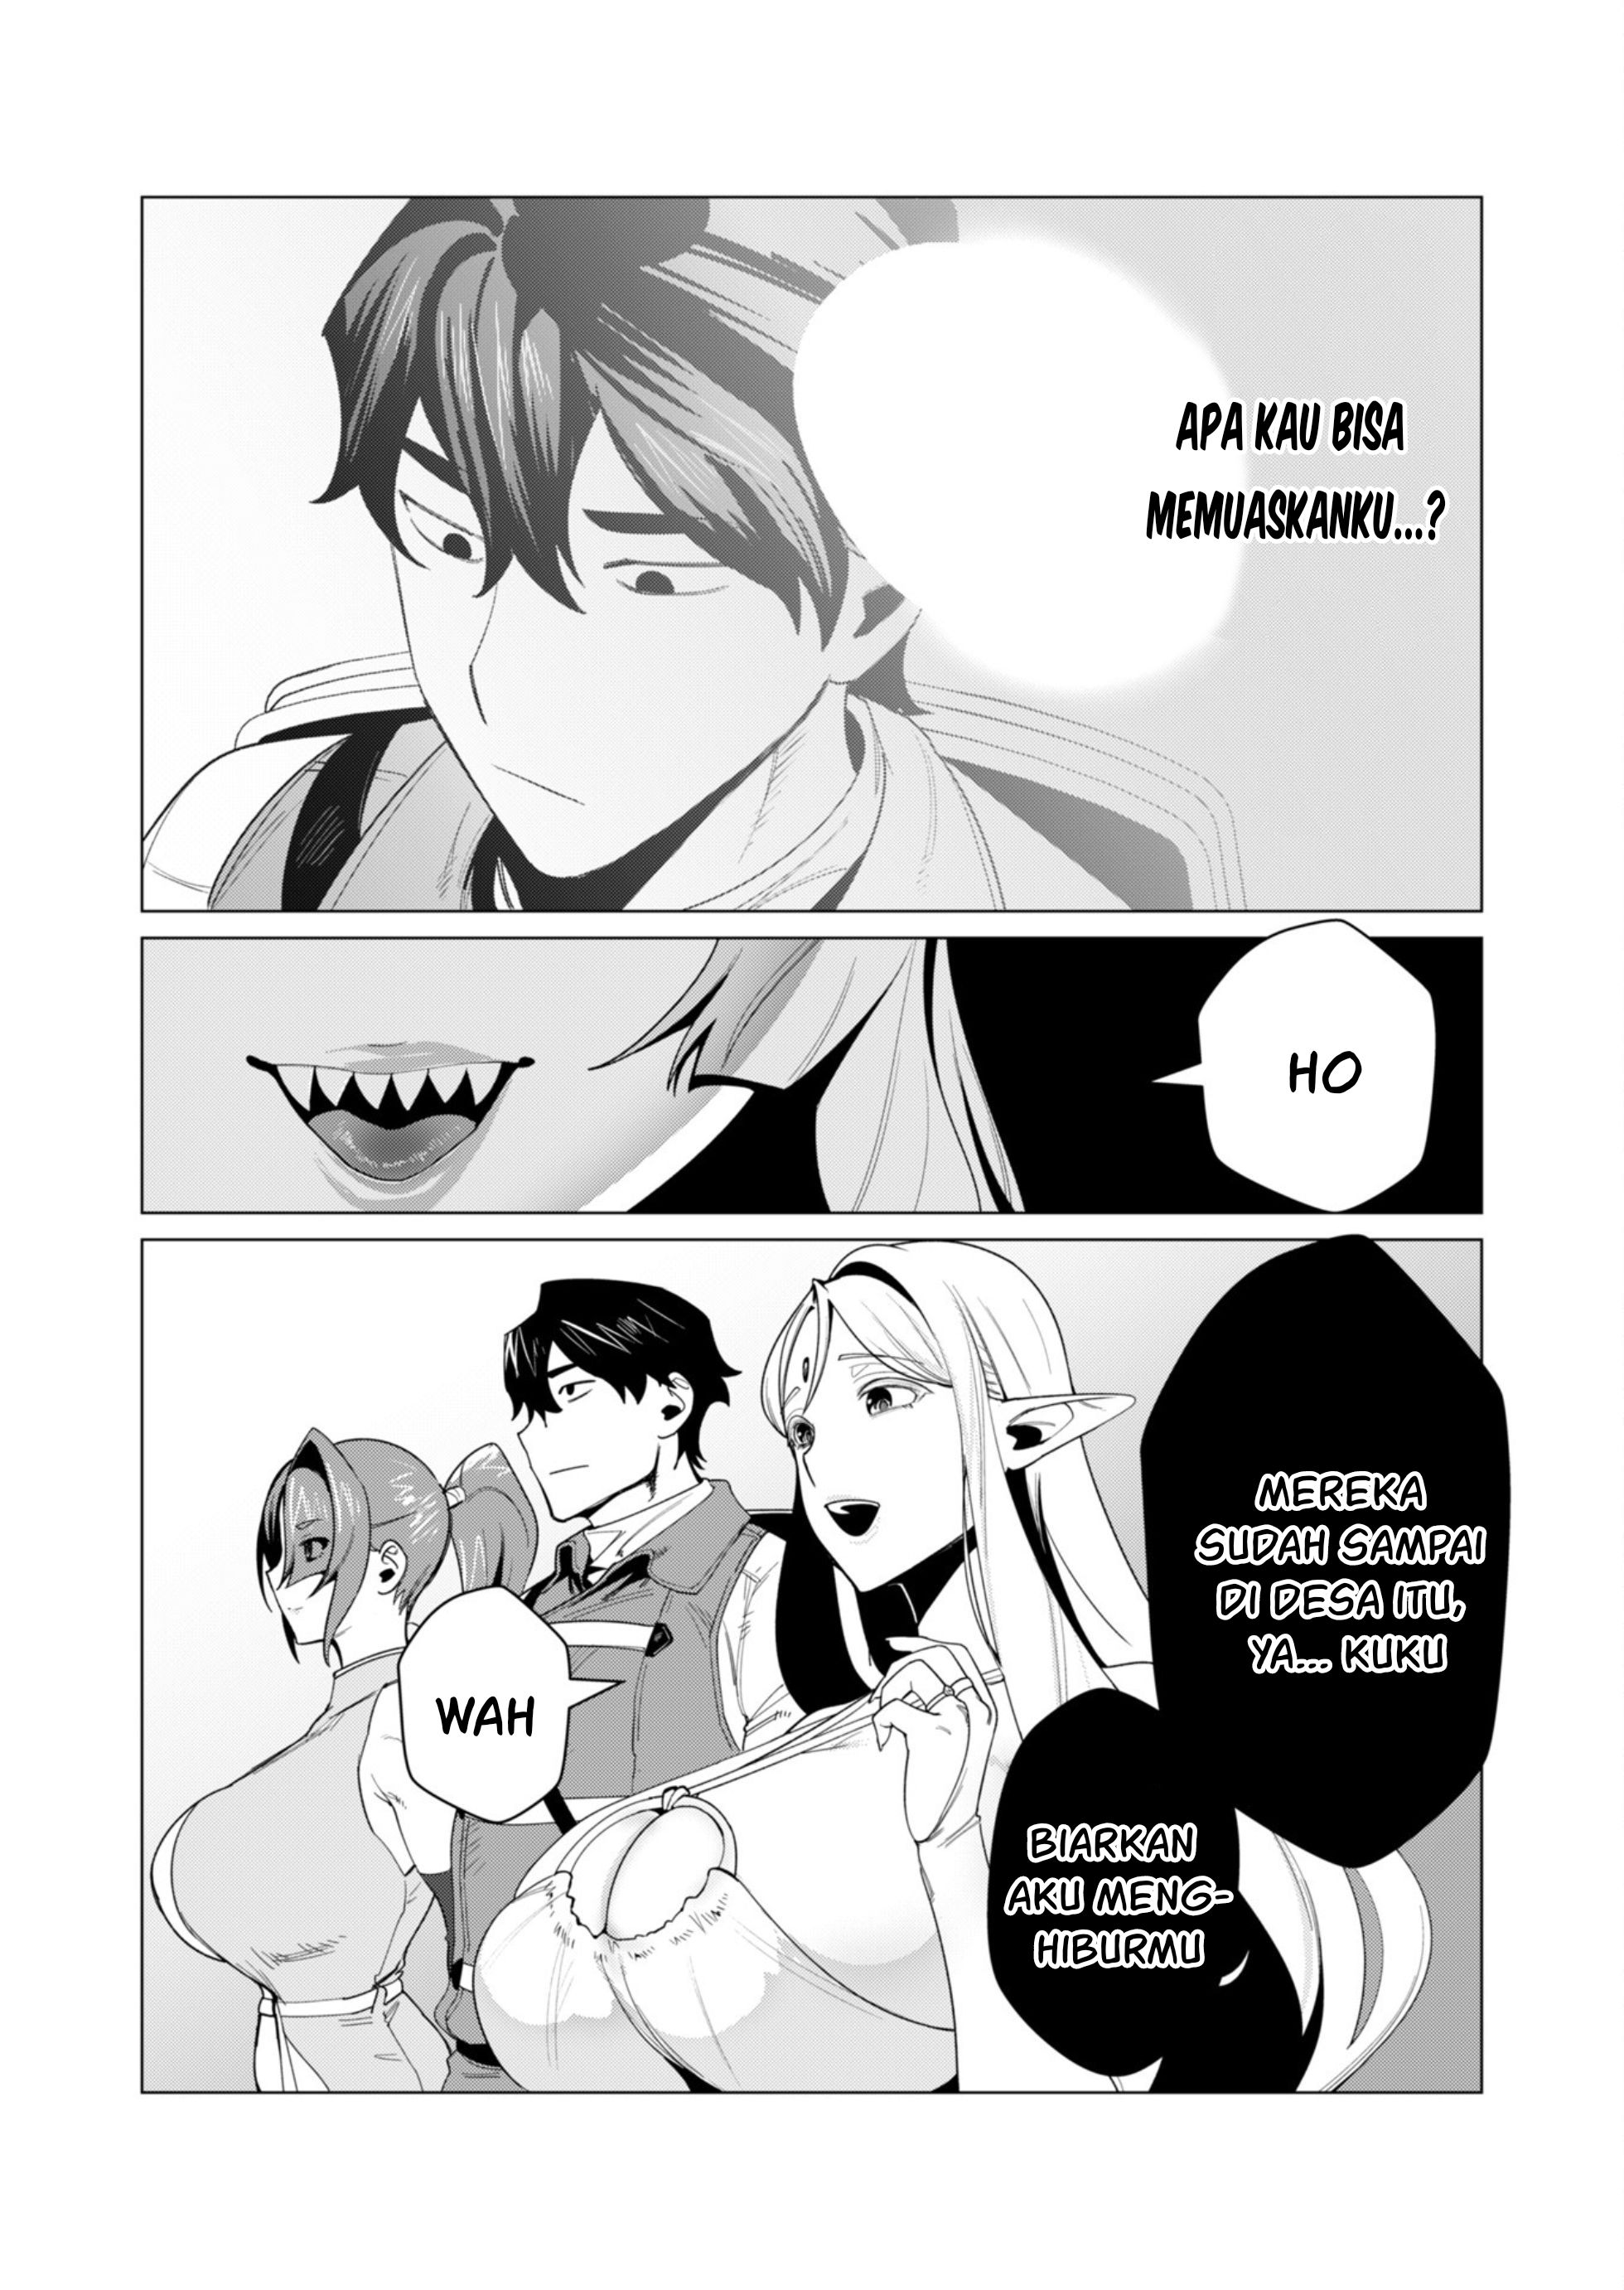 APA KAU BISA
MEMUASKANKU...?
HO
MEREKA
SUDAH SAMPAI
DI DESA ITU,
YA... KUKU
BIARKAN
AKU MENG-
HIBURMU
WAH